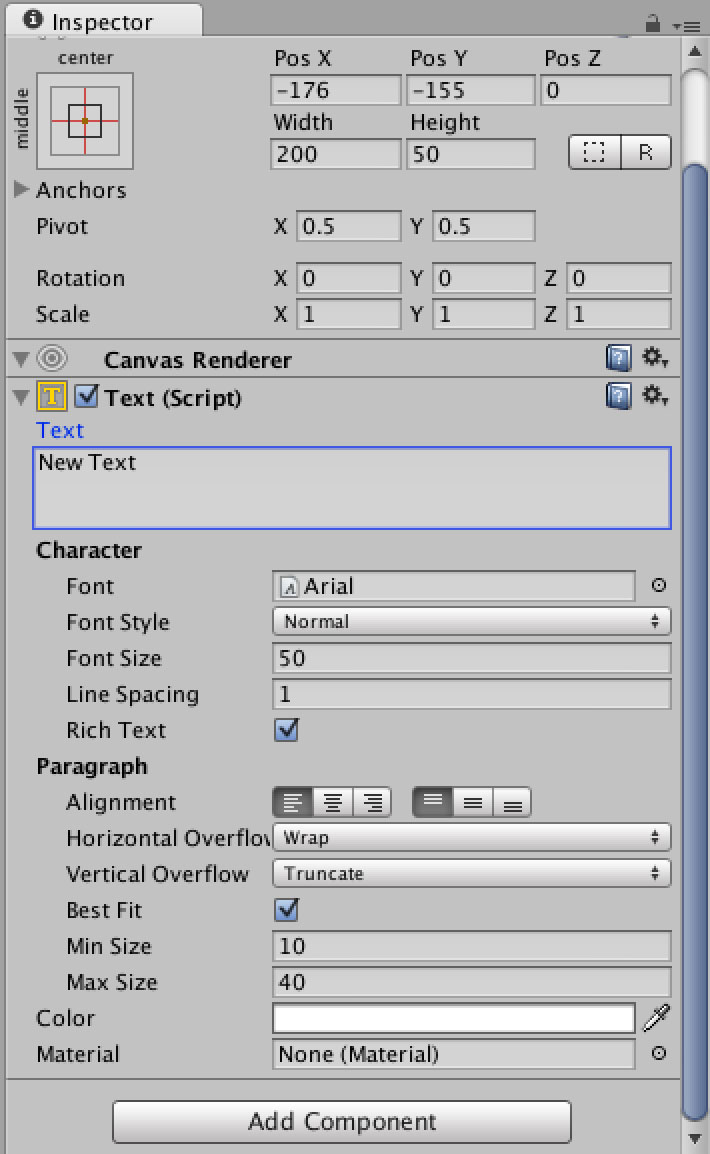 Inspector
center
Pos X Pos Y Pos Z
middle
-176 -155 0
Width Height
200 50
R
Anchors
Pivot X 0.5 Y 0.5
Rotation X 0 Y 0 Z 0
Scale X 1 Y 1 Z 1
Canvas Renderer
Text (Script)
Text
New Text
Character
Font Arial
Font Style Normal
Font Size 50
Line Spacing 1
Rich Text
Paragraph
Alignment
Horizontal Overflov Wrap
Vertical Overflow Truncate
Best Fit
Min Size 10
Max Size 40
Color
Material None (Material)
Add Component